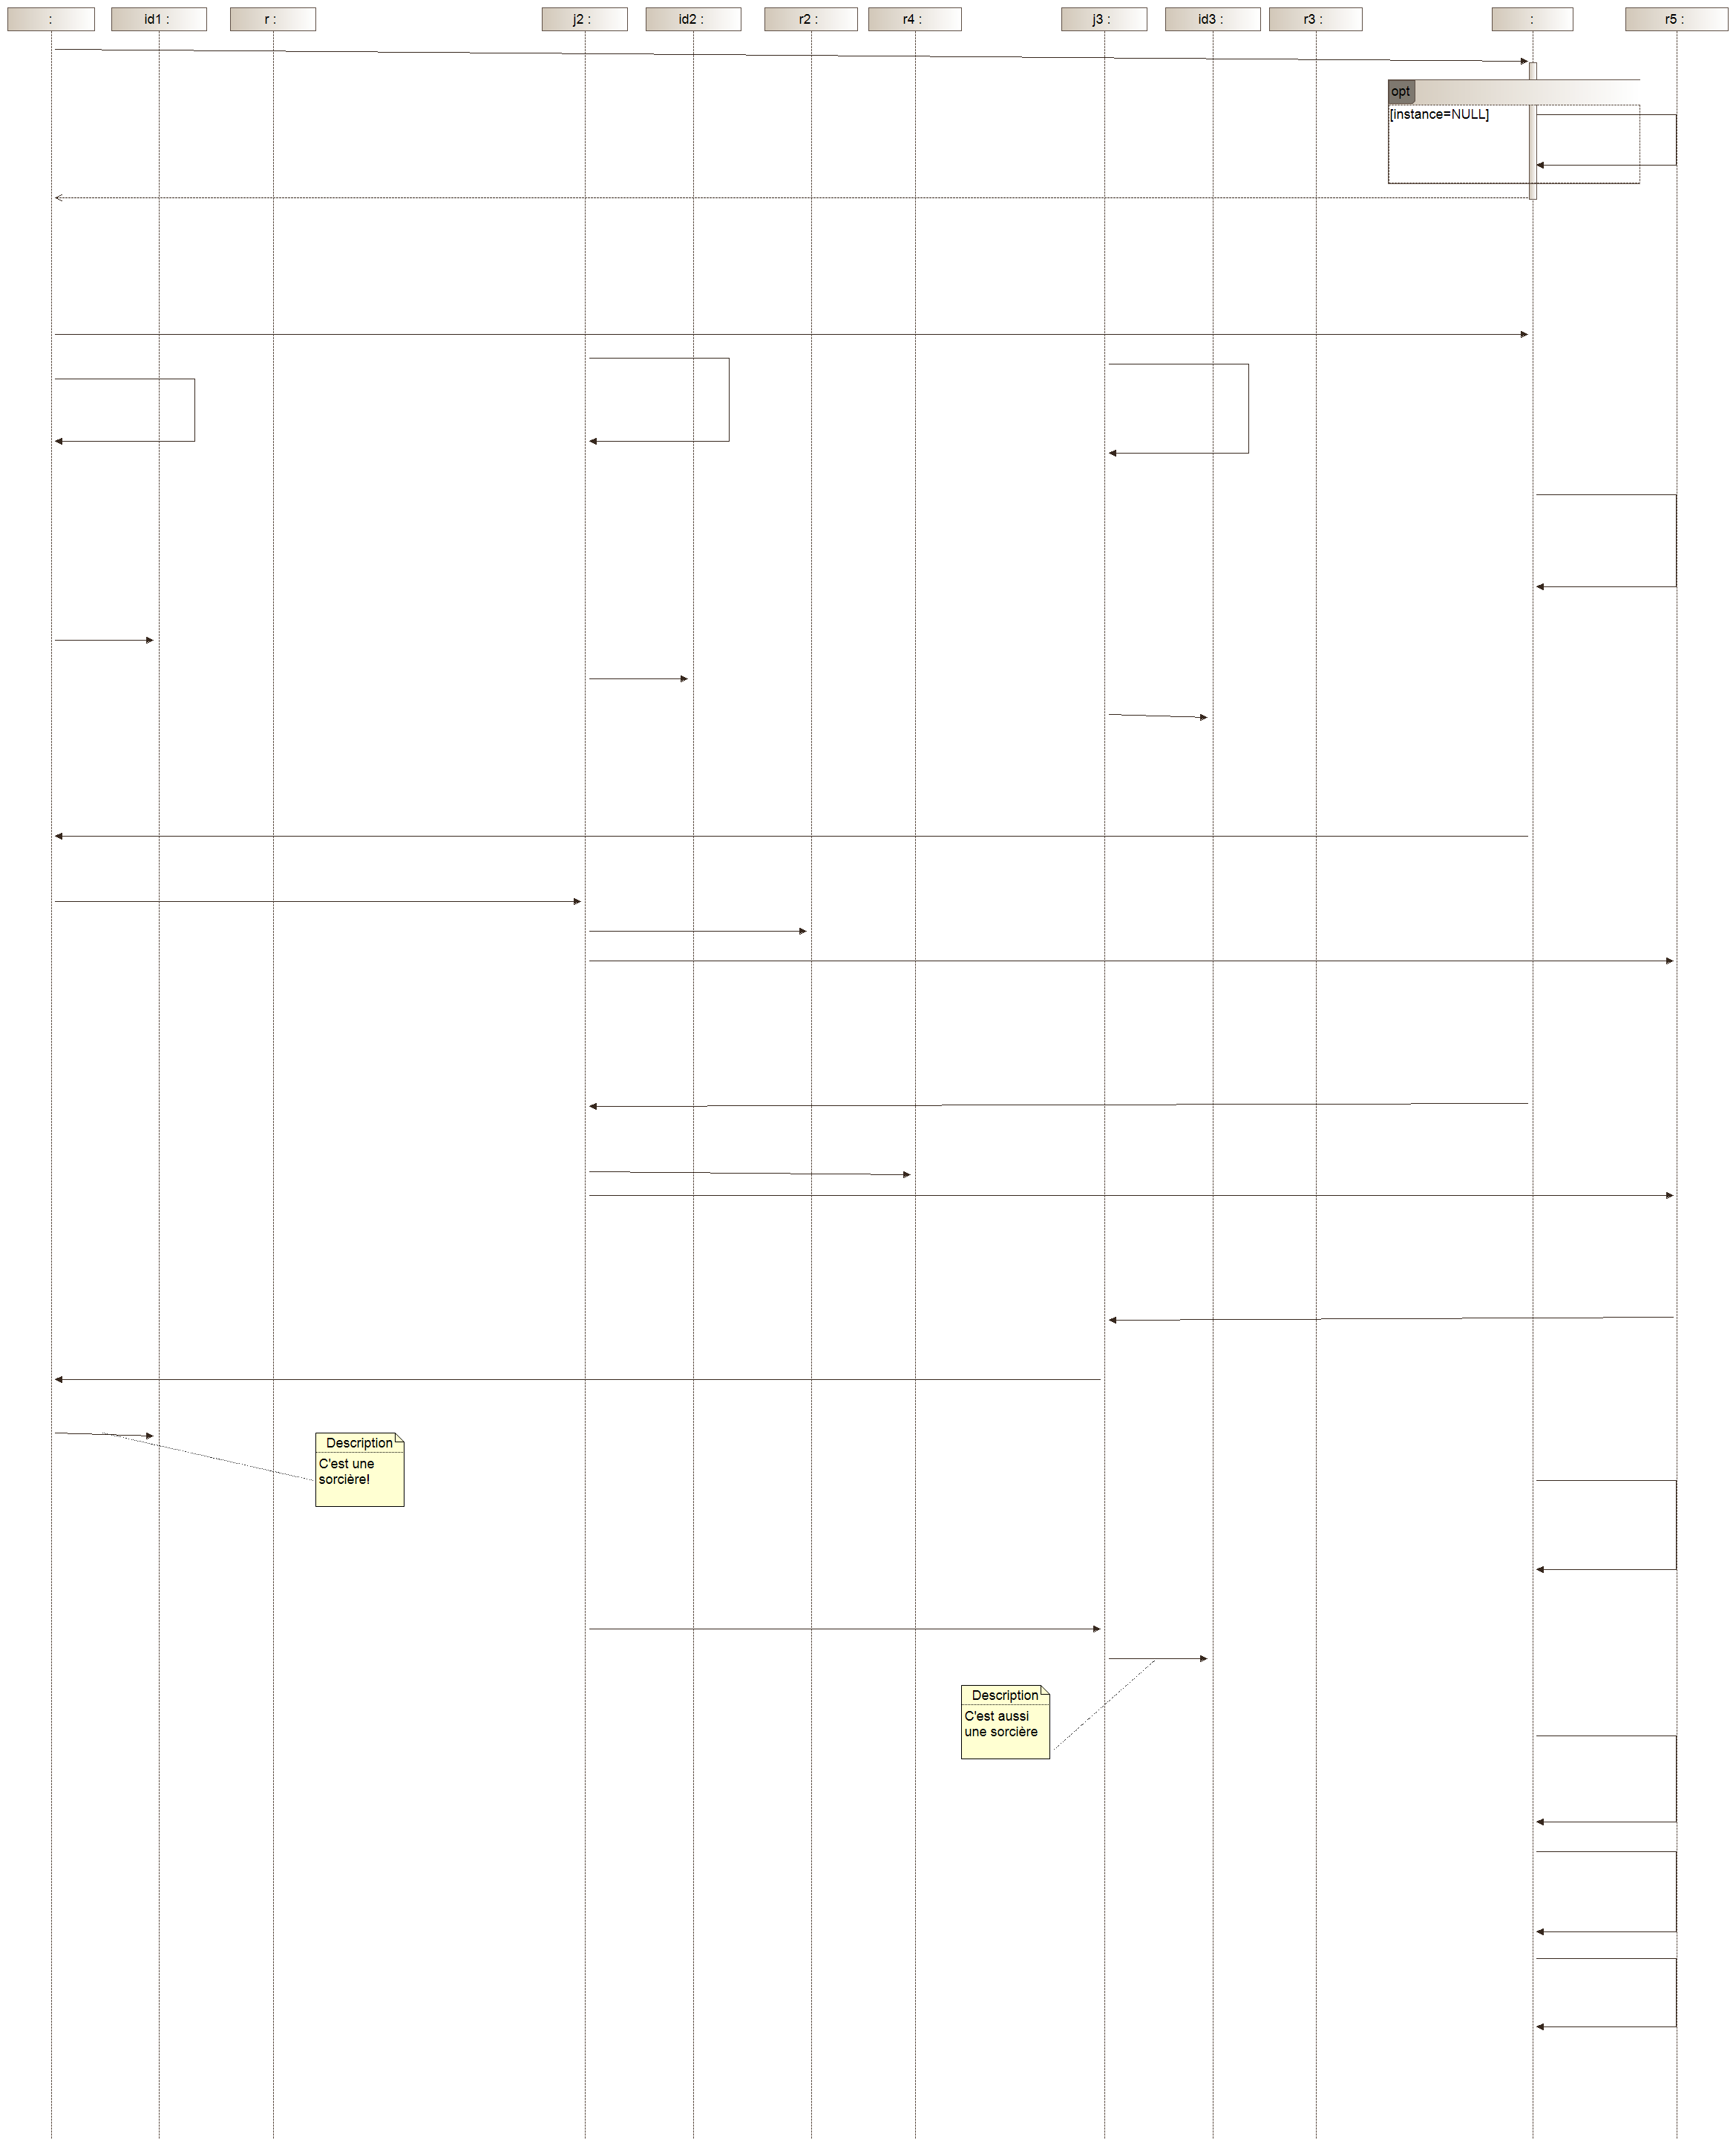 :
id1 :
r :
j2 :
id2 :
r2 :
r4 :
j3 :
id3 :
r3 :
:
r5 :
opt
[instance=NULL]
Description
C'est une
sorcière!
Description
C'est aussi
une sorcière